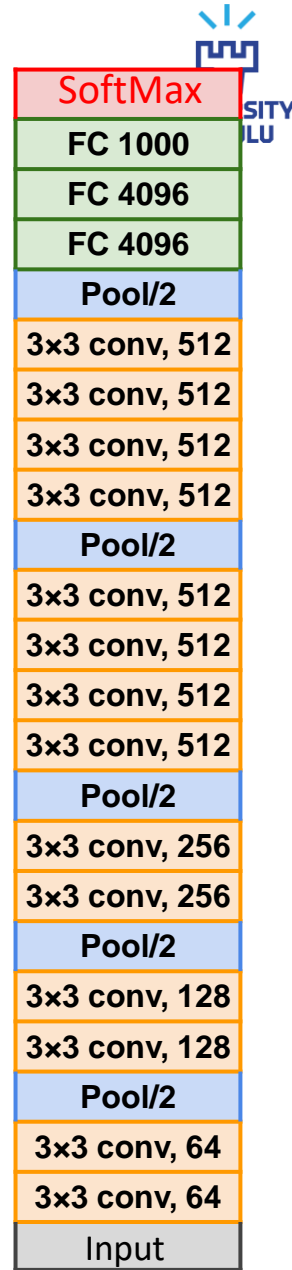 SoftMax
SITY
ULU
FC 1000
FC 4096
FC 4096
Pool/2
3×3 conv, 512
3×3 conv, 512
3×3 conv, 512
3×3 conv, 512
Pool/2
3×3 conv, 512
3×3 conv, 512
3×3 conv, 512
3×3 conv, 512
Pool/2
3×3 conv, 256
3×3 conv, 256
Pool/2
3×3 conv, 128
3×3 conv, 128
Pool/2
3×3 conv, 64
3×3 conv, 64
Input